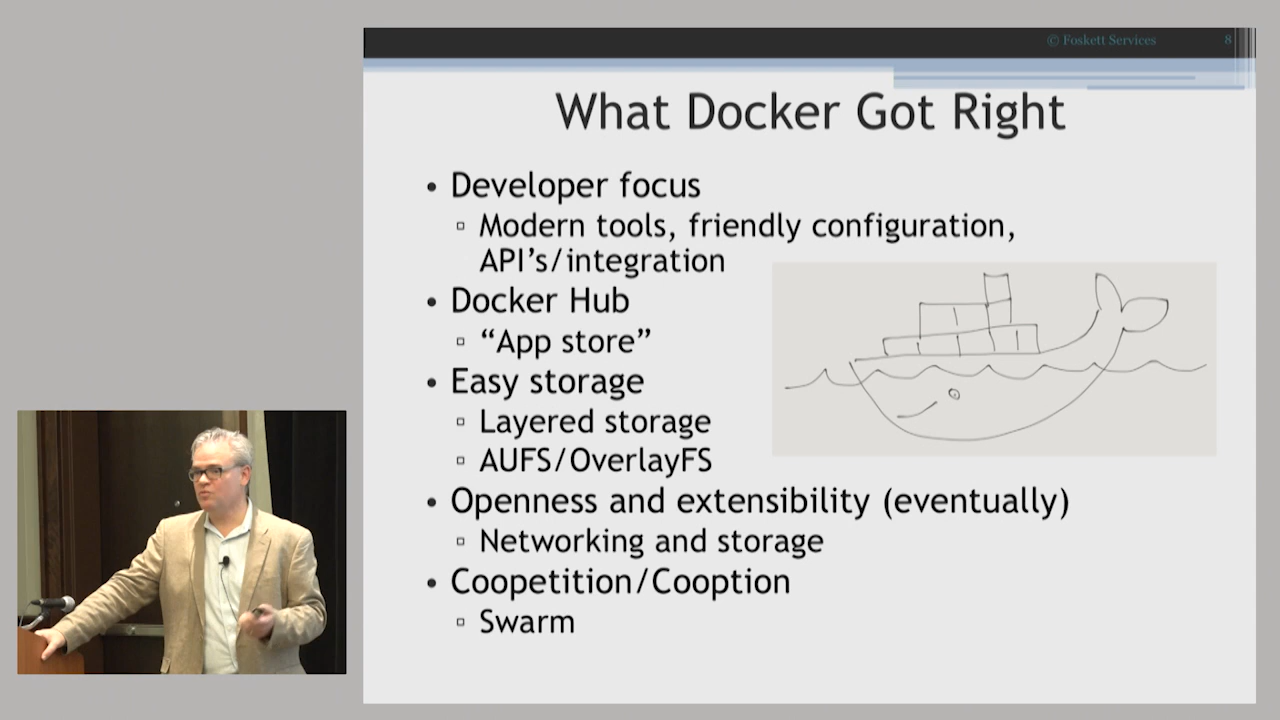 © Foskett Services 8
What Docker Got Right
• Developer focus
▫ Modern tools, friendly configuration,
API’s/integration
• Docker Hub
▫ “App store”
• Easy storage
▫ Layered storage
▫ AUFS/OverlayFS
• Openness and extensibility (eventually)
▫ Networking and storage
• Coopetition/Cooption
▫ Swarm